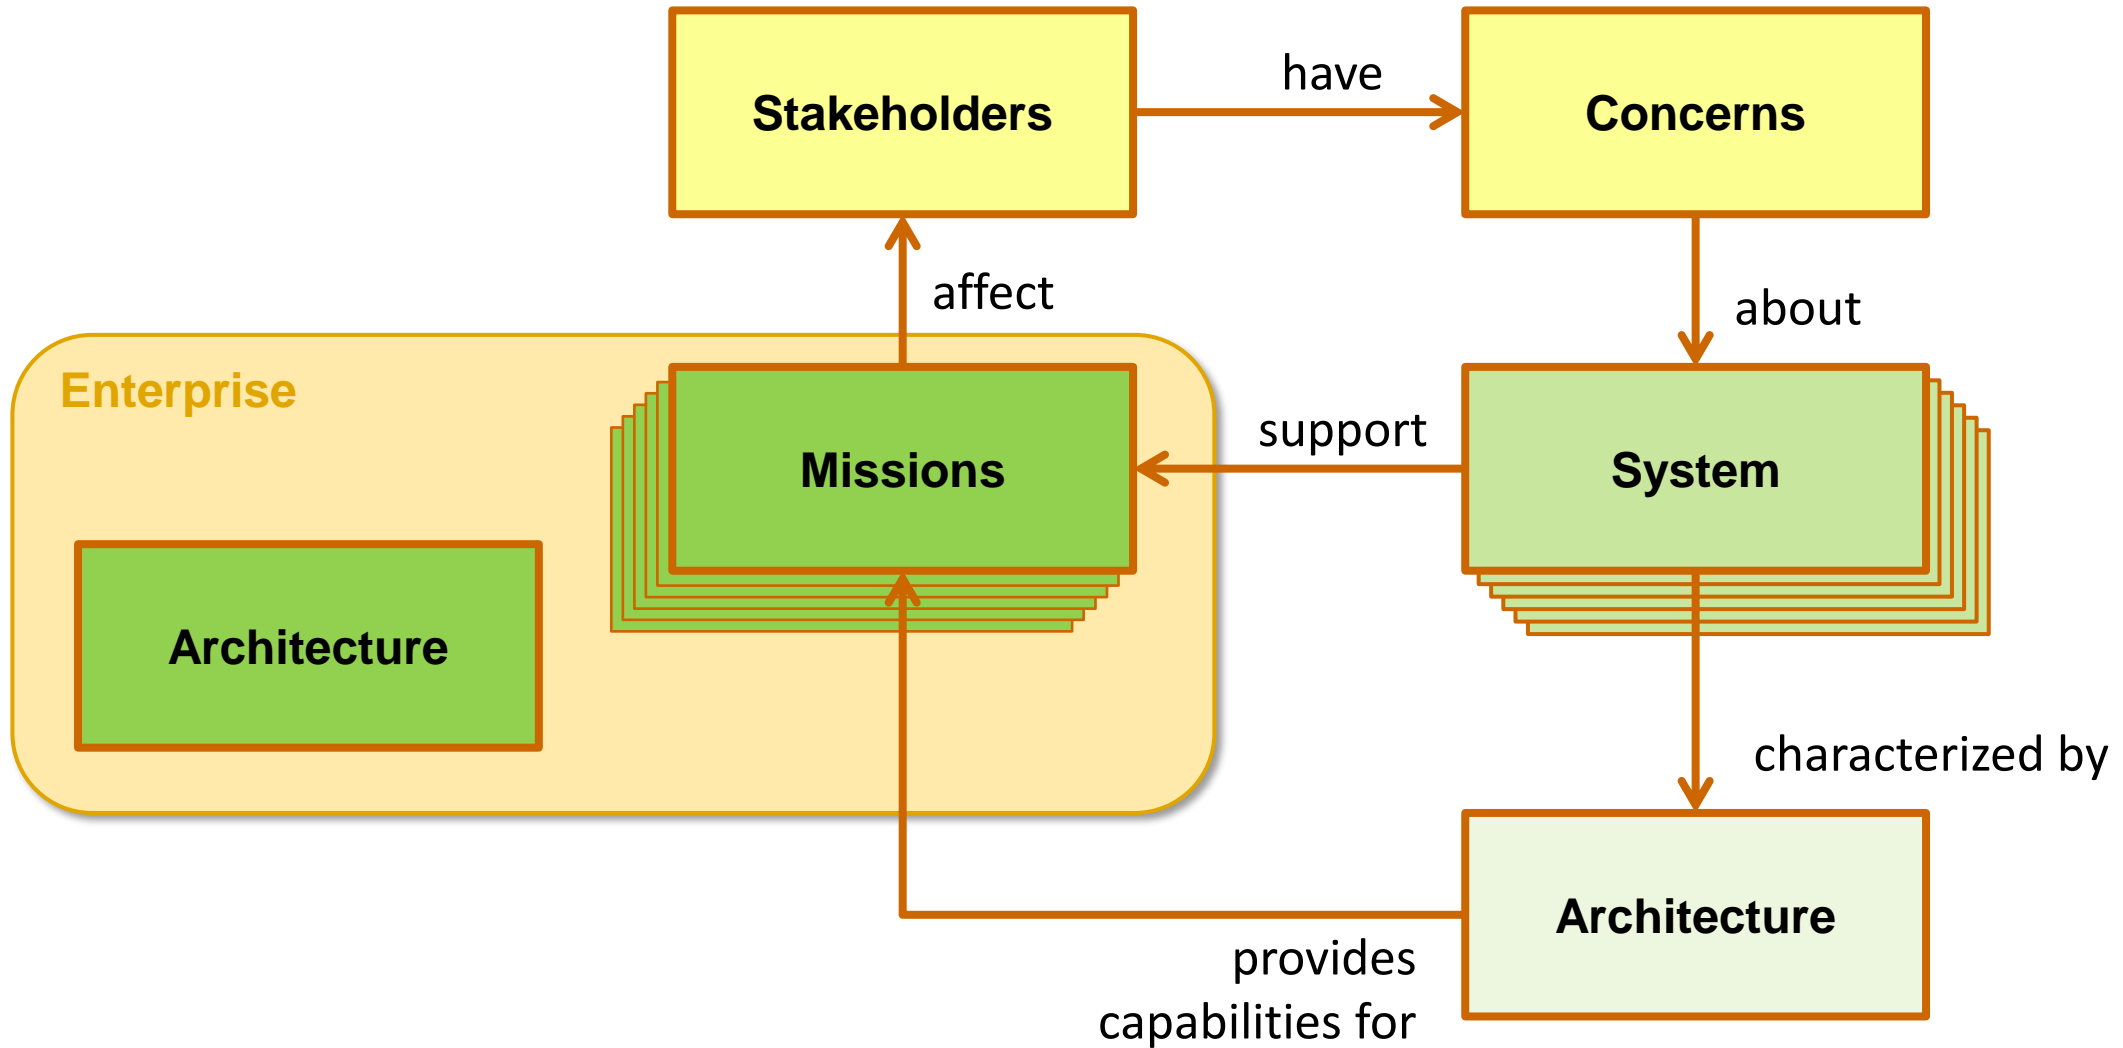 Stakeholders
have
Concerns
affect
about
Enterprise
Missions
support
System
Architecture
characterized by
Architecture
provides
capabilities for